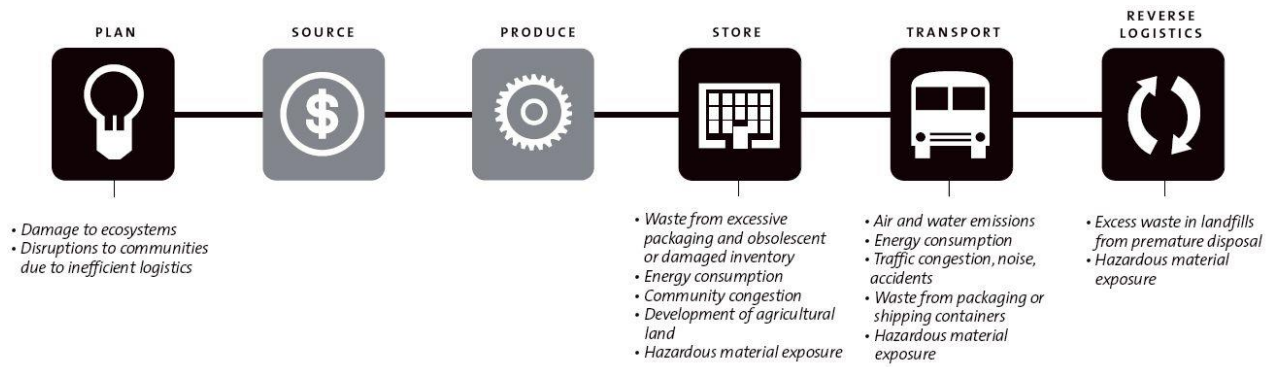 PLAN
SOURCE
PRODUCE
STORE
TRANSPORT
REVERSE
LOGISTICS
$
• Damage to ecosystems
• Disruptions to communities
due to inefficient logistics
• Waste from excessive
packaging and obsolescent
or damaged inventory
• Energy consumption
• Community congestion
• Development of agricultural
land
• Hazardous material exposure
• Air and water emissions
• Energy consumption
• Traffic congestion, noise,
accidents
• Waste from packaging or
shipping containers
• Hazardous material
exposure
• Excess waste in landfills
from premature disposal
• Hazardous material
exposure